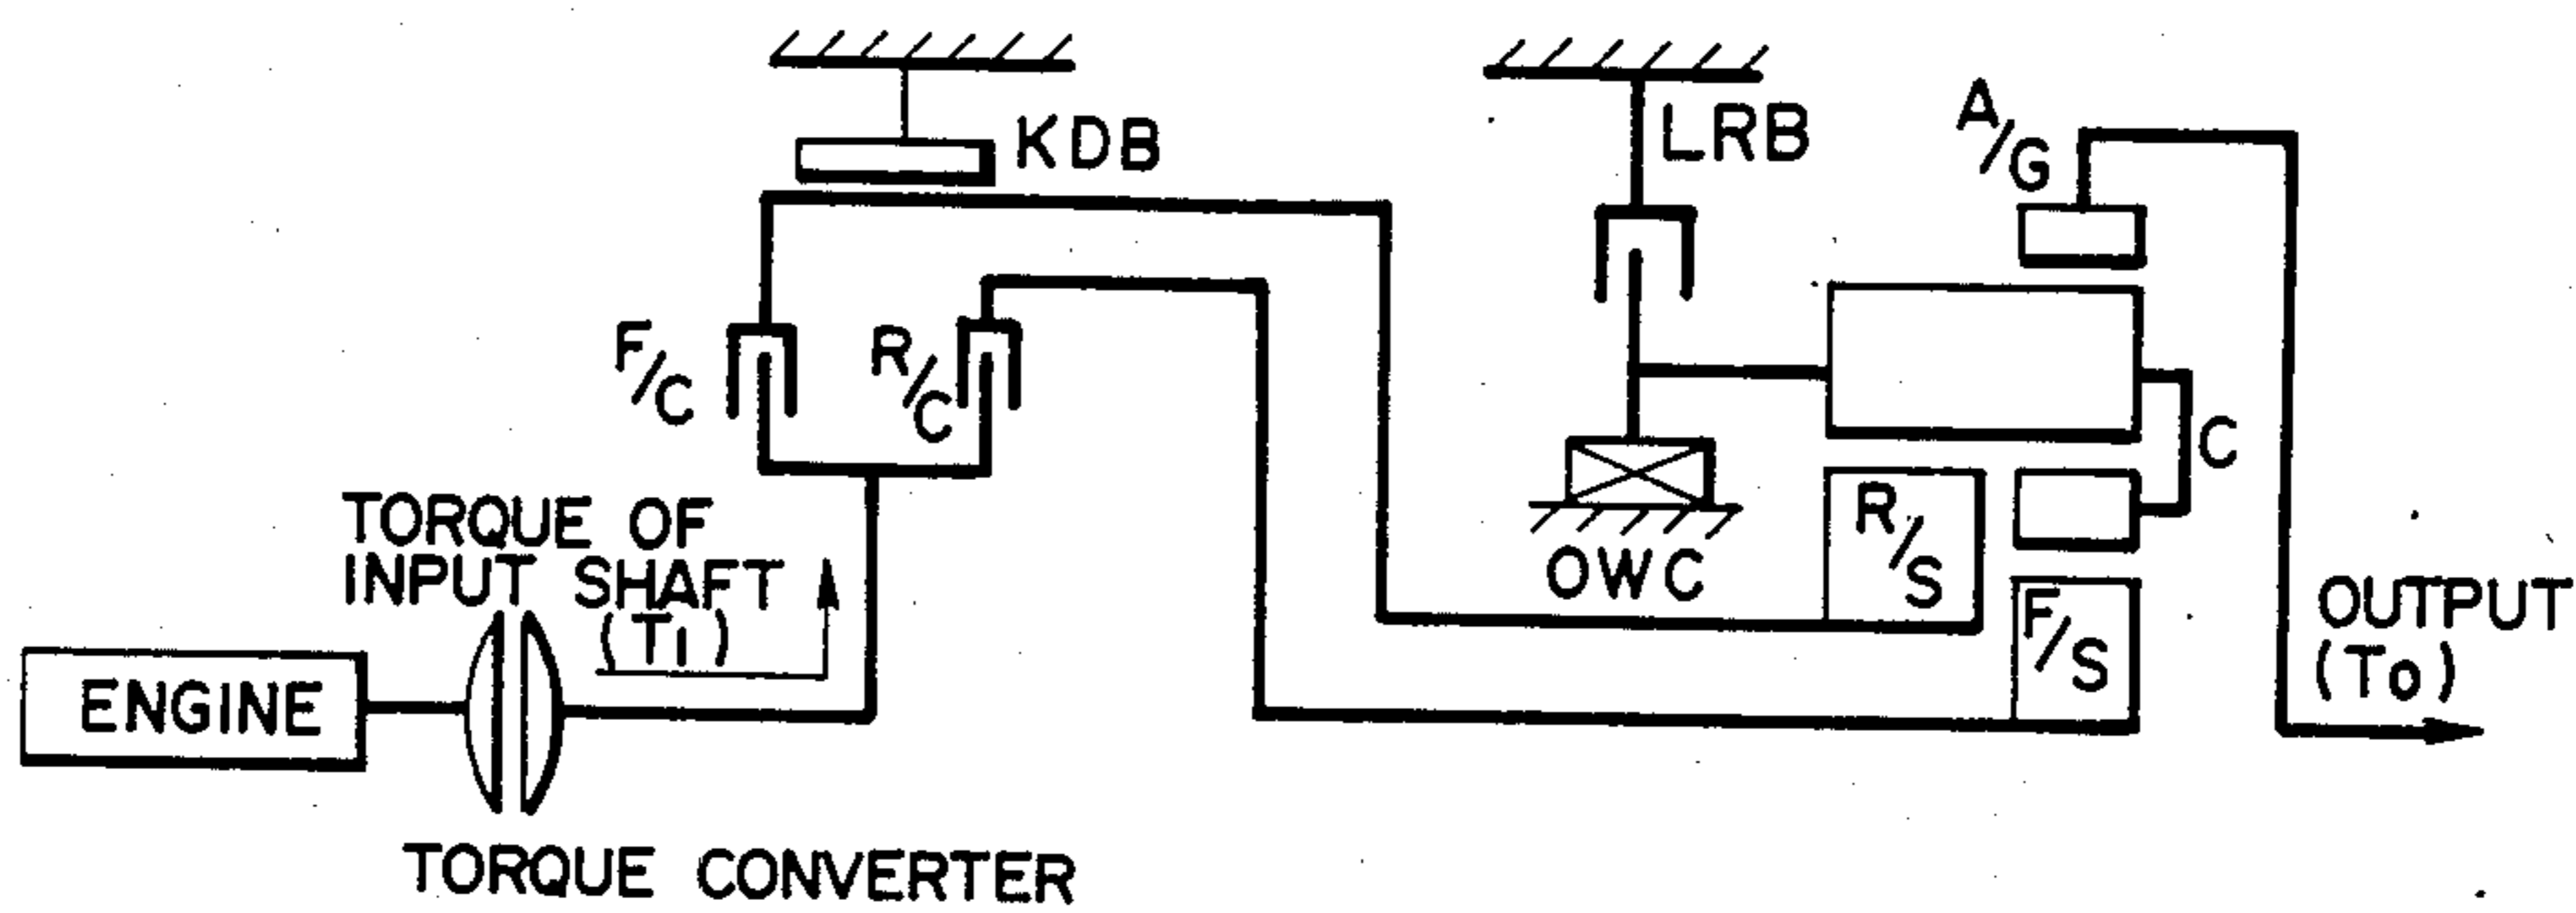 KDB
LRB
A/G
F/C
R/C
C
R/S
TORQUE OF
INPUT SHAFT
(TI)
OWC
F/S
OUTPUT
(To)
ENGINE
TORQUE CONVERTER